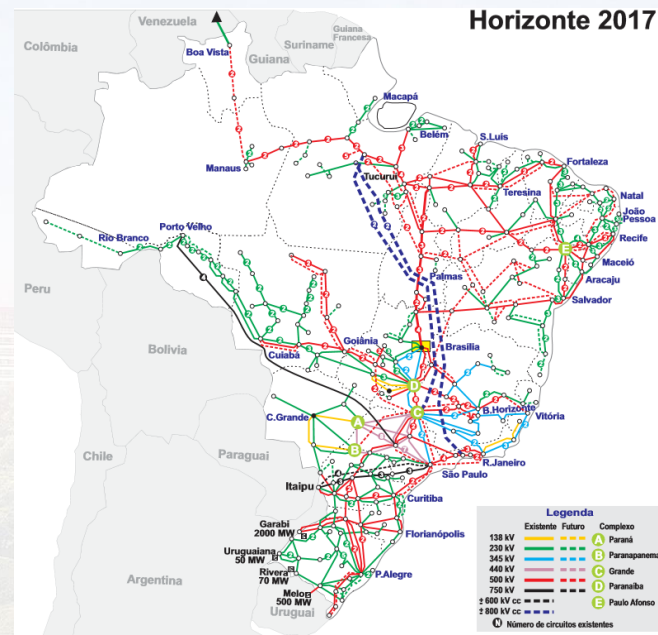 Horizonte 2017
Venezuela
Colômbia
Guiana
Suriname
Guiana
Francesa
Boa Vista
Macapá
Belém
S.Luis
Fortaleza
Manaus
Tucuruí
Teresina
Natal
João
Pessoa
Recife
Maceió
Aracaju
Salvador
Porto Velho
Rio Branco
Peru
Palmas
E
Bolivia
Cuiabá
Goiânia
Brasília
D
C.Grande
A
C
B.Horizonte
Vitória
B
Chile
Paraguai
R.Janeiro
São Paulo
Itaipu
Curitiba
Garabi
2000 MW
Florianópolis
Uruguaiana
50 MW
Rivera
70 MW
P.Alegre
Melo
500 MW
Argentina
Uruguai
Legenda
Existente Futuro Complexo
138 kV A Paraná
230 kV B Paranapanema
345 kV
440 kV C Grande
500 kV D Paranaíba
750 kV
± 600 kV cc E Paulo Afonso
± 800 kV cc
N Número de circuitos existentes